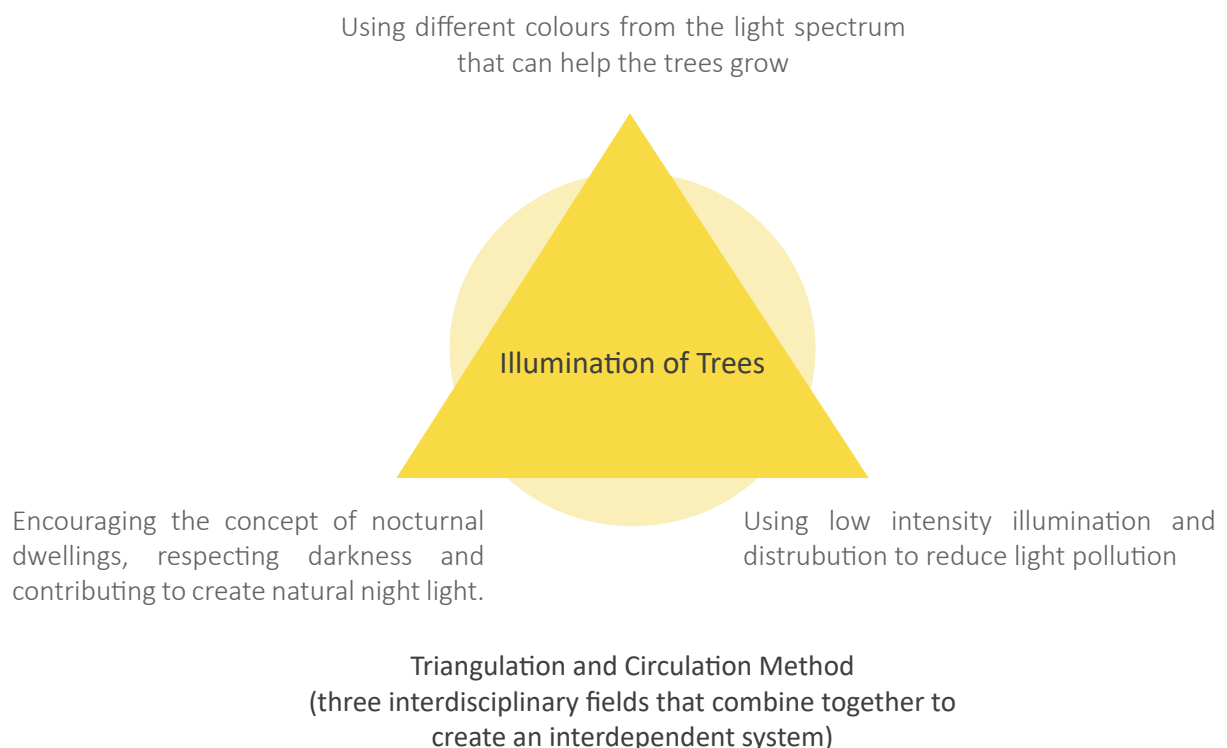 Using different colours from the light spectrum
that can help the trees grow
Illumination of Trees
Encouraging the concept of nocturnal
dwellings, respecting darkness and
contributing to create natural night light.
Using low intensity illumination and
distrubution to reduce light pollution
Triangulation and Circulation Method
(three interdisciplinary fields that combine together to
create an interdependent system)